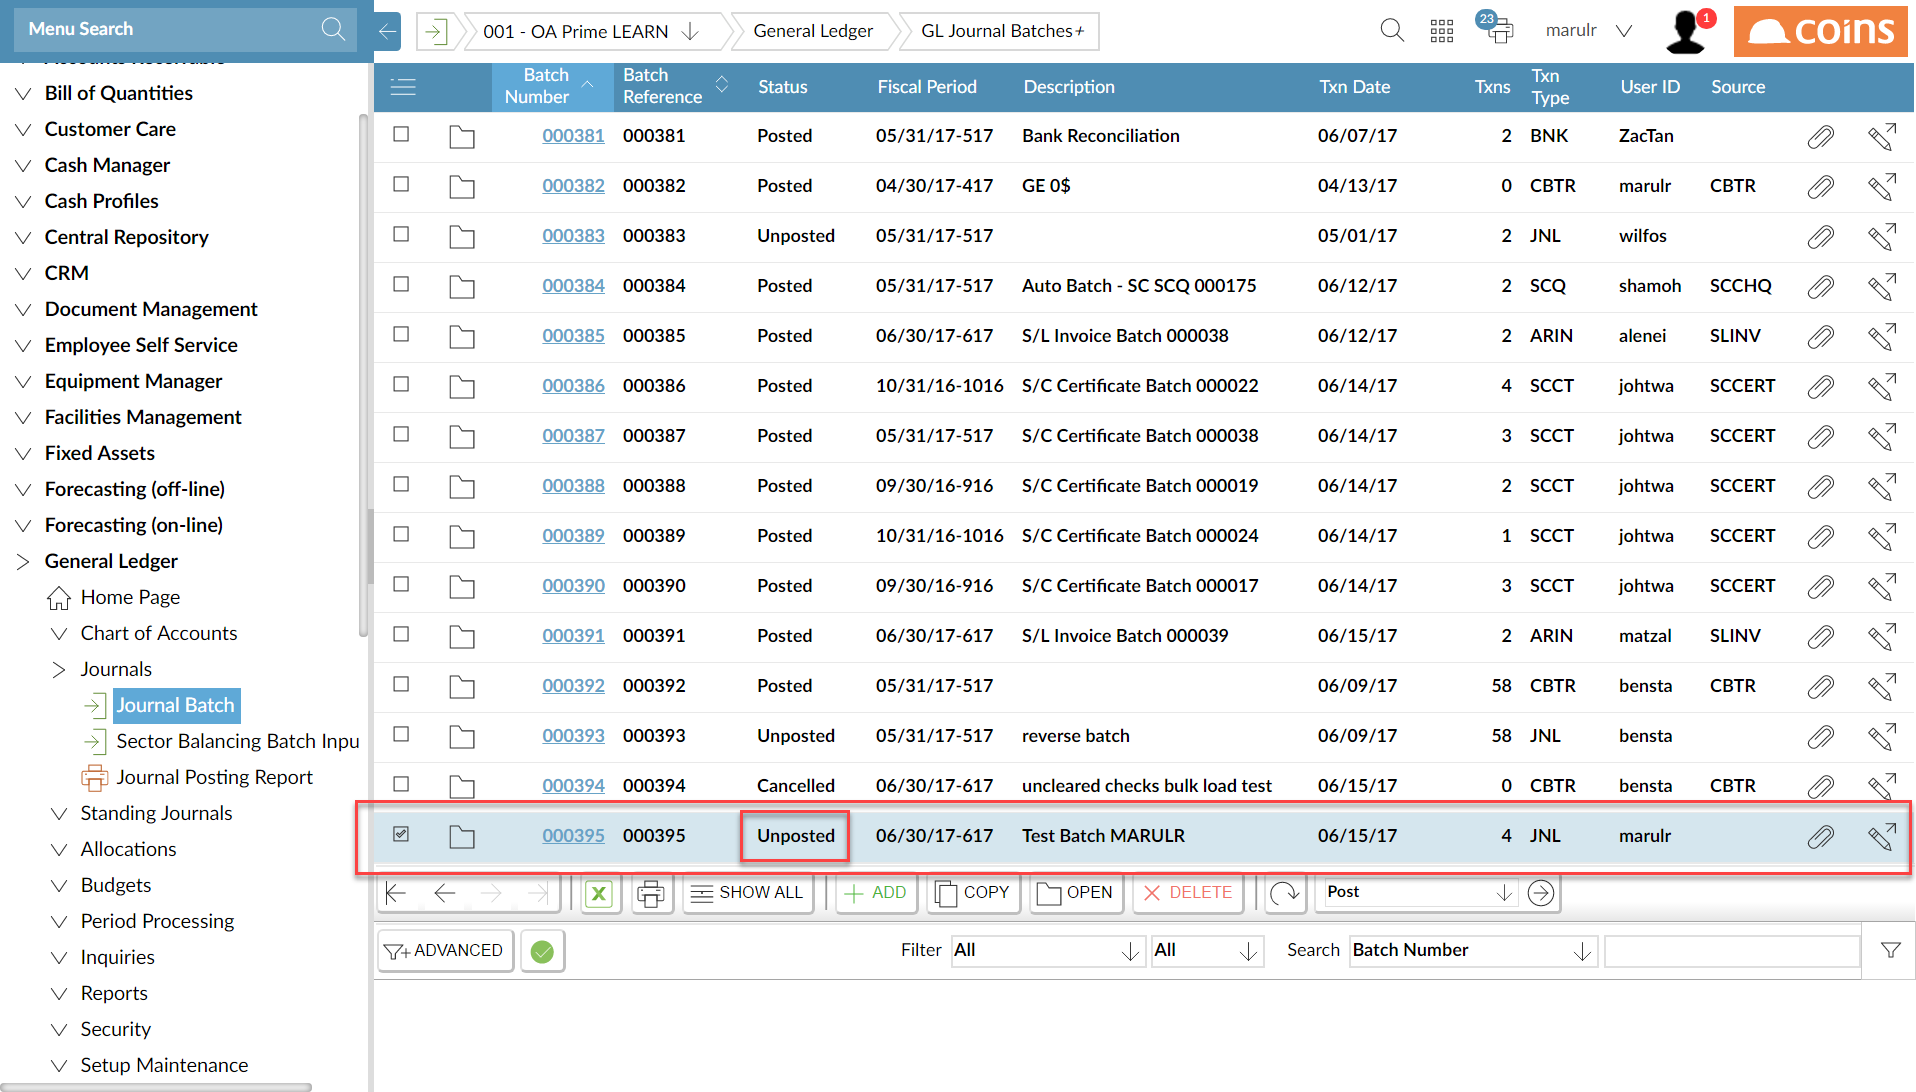 Menu Search
001 - OA Prime LEARN
General Ledger
GL Journal Batches+
23
marulr
1
coins
Accounts Receivable
Bill of Quantities
Customer Care
Cash Manager
Cash Profiles
Central Repository
CRM
Document Management
Employee Self Service
Equipment Manager
Facilities Management
Fixed Assets
Forecasting (off-line)
Forecasting (on-line)
General Ledger
Home Page
Chart of Accounts
Journals
Journal Batch
Sector Balancing Batch Inpu
Journal Posting Report
Standing Journals
Allocations
Budgets
Period Processing
Inquiries
Reports
Security
Setup Maintenance
Batch Number Batch Reference Status Fiscal Period Description Txn Date Txns Txn Type User ID Source
000381 000381 Posted 05/31/17-517 Bank Reconciliation 06/07/17 2 BNK ZacTan
000382 000382 Posted 04/30/17-417 GE 0$ 04/13/17 0 CBTR marulr CBTR
000383 000383 Unposted 05/31/17-517 05/01/17 2 JNL wilfos
000384 000384 Posted 05/31/17-517 Auto Batch - SC SCQ 000175 06/12/17 2 SCQ shamoh SCCHQ
000385 000385 Posted 06/30/17-617 S/L Invoice Batch 000038 06/12/17 2 ARIN alenei SLINV
000386 000386 Posted 10/31/16-1016 S/C Certificate Batch 000022 06/14/17 4 SCCT johtwa SCCERT
000387 000387 Posted 05/31/17-517 S/C Certificate Batch 000038 06/14/17 3 SCCT johtwa SCCERT
000388 000388 Posted 09/30/16-916 S/C Certificate Batch 000019 06/14/17 2 SCCT johtwa SCCERT
000389 000389 Posted 10/31/16-1016 S/C Certificate Batch 000024 06/14/17 1 SCCT johtwa SCCERT
000390 000390 Posted 09/30/16-916 S/C Certificate Batch 000017 06/14/17 3 SCCT johtwa SCCERT
000391 000391 Posted 06/30/17-617 S/L Invoice Batch 000039 06/15/17 2 ARIN matzal SLINV
000392 000392 Posted 05/31/17-517 06/09/17 58 CBTR bensta CBTR
000393 000393 Unposted 05/31/17-517 reverse batch 06/09/17 58 JNL bensta
000394 000394 Cancelled 06/30/17-617 uncleared checks bulk load test 06/15/17 0 CBTR bensta CBTR
000395 000395 Unposted 06/30/17-617 Test Batch MARULR 06/15/17 4 JNL marulr
SHOW ALL ADD COPY OPEN DELETE Post
ADVANCED Filter All All Search Batch Number